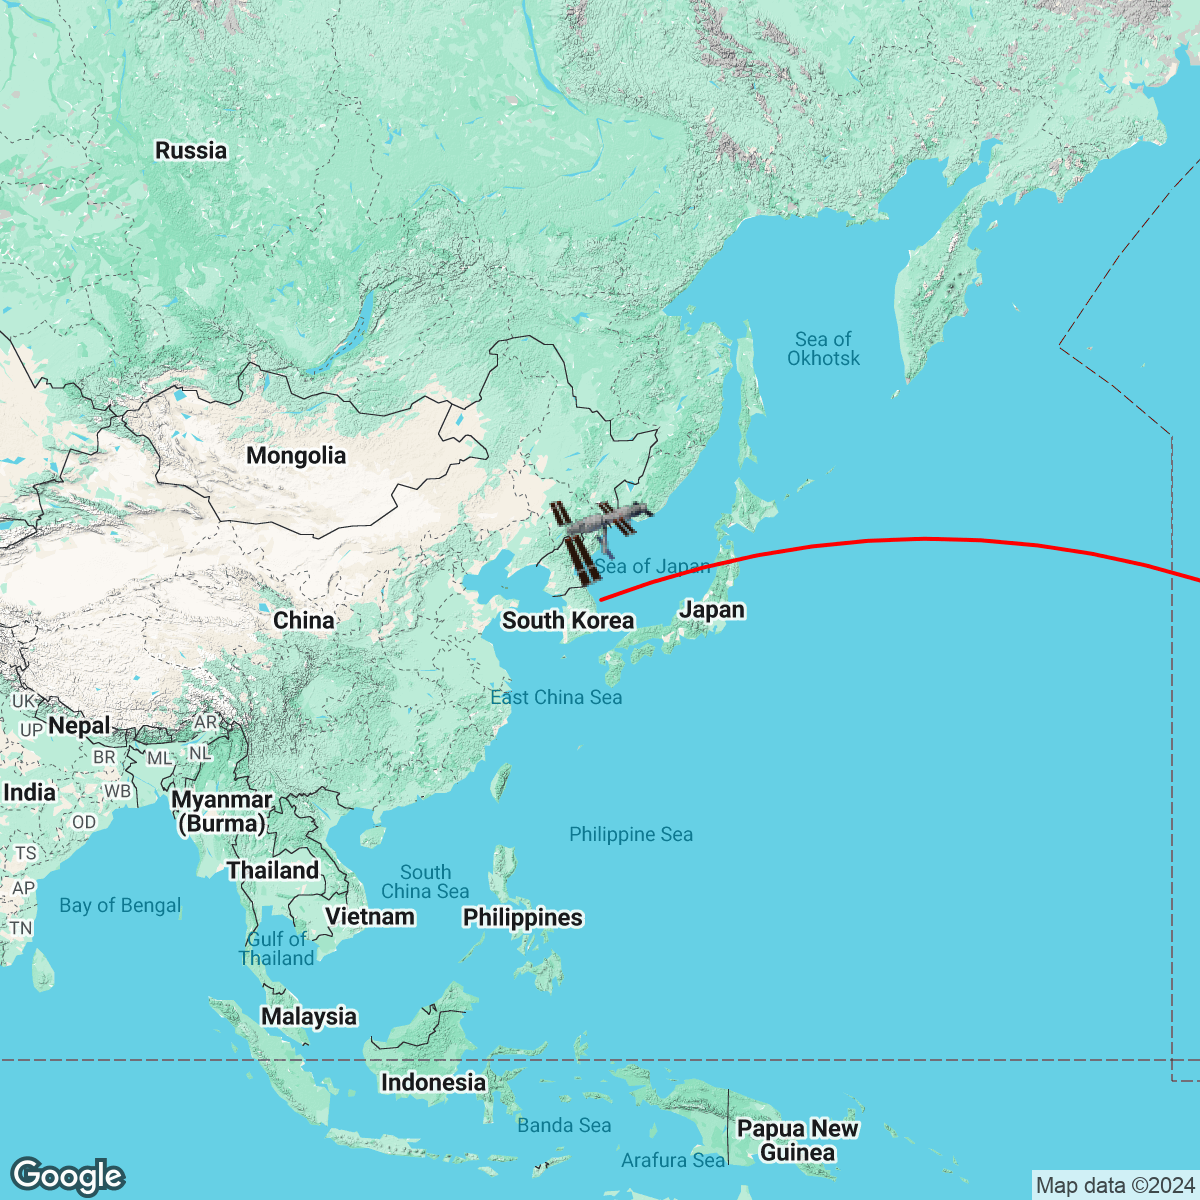 Russia
Sea of
Okhotsk
Mongolia
Sea of Japan
Japan
South Korea
China
East China Sea
UK
UP
Nepal
AR
BR
ML
NL
India
WB
Myanmar
(Burma)
OD
Philippine Sea
TS
Thailand
South
China Sea
AP
Bay of Bengal
Vietnam
Philippines
TN
Gulf of
Thailand
Malaysia
Indonesia
Banda Sea
Papua New
Guinea
Arafura Sea
Google
Map data ©2024